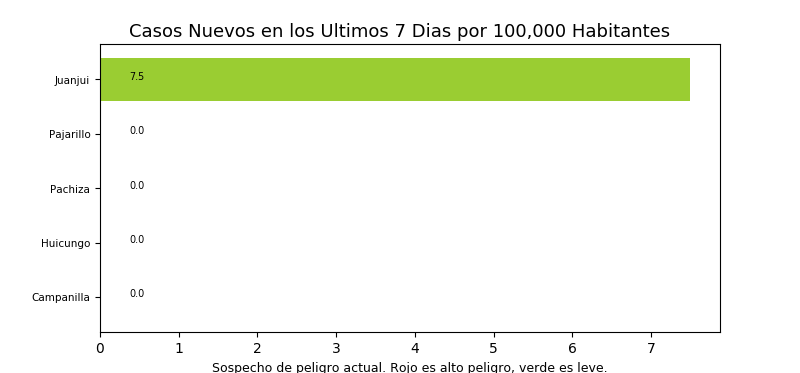 Casos Nuevos en los Ultimos 7 Dias por 100,000 Habitantes
Juanjui 7.5
Pajarillo 0.0
Pachiza 0.0
Huicungo 0.0
Campanilla 0.0
0 1 2 3 4 5 6 7
Sospecho de peligro actual. Rojo es alto peligro, verde es leve.